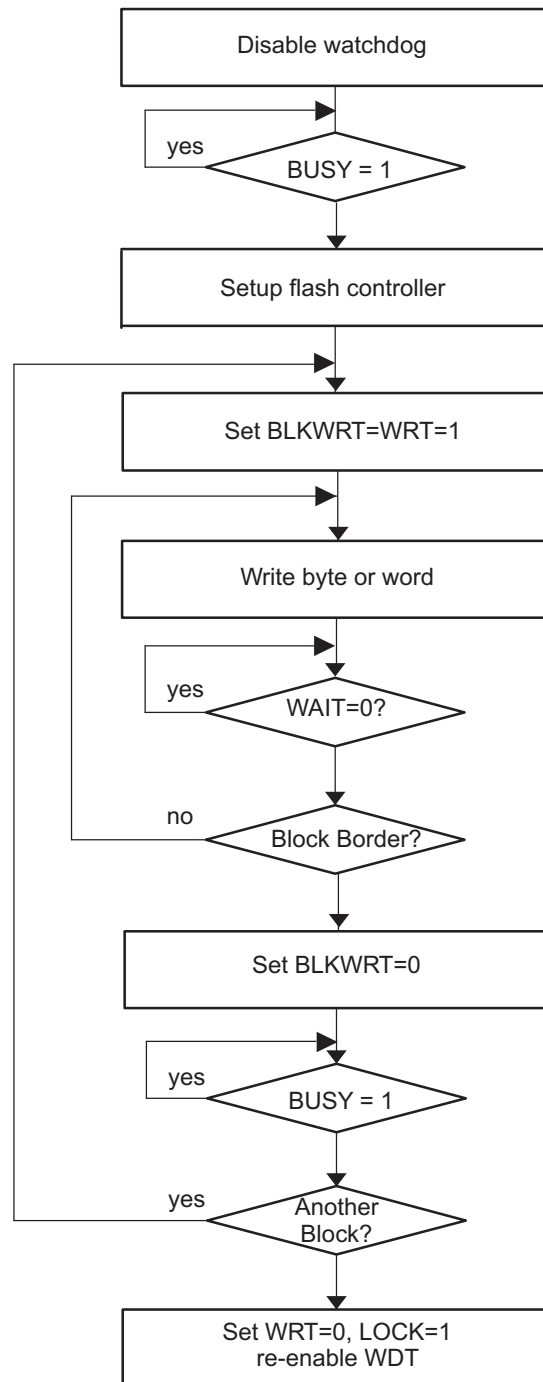 Disable watchdog
yes
BUSY = 1
Setup flash controller
Set BLKWRT=WRT=1
Write byte or word
yes
WAIT=0?
no
Block Border?
Set BLKWRT=0
yes
BUSY = 1
yes
Another
Block?
Set WRT=0, LOCK=1
re-enable WDT